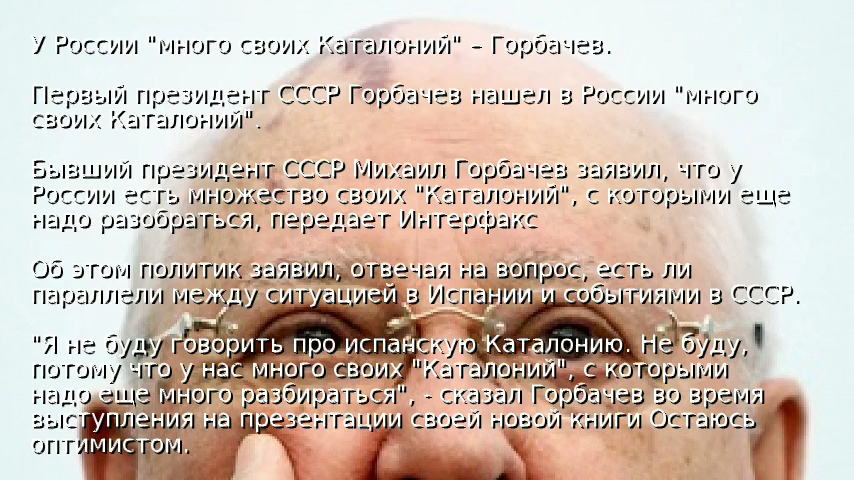 У России "много своих Каталоний" – Горбачев.
Первый президент СССР Горбачев нашел в России "много
своих Каталоний".
Бывший президент СССР Михаил Горбачев заявил, что у
России есть множество своих "Каталоний", с которыми еще
надо разобраться, передает Интерфакс
Об этом политик заявил, отвечая на вопрос, есть ли
параллели между ситуацией в Испании и событиями в СССР.
"Я не буду говорить про испанскую Каталонию. Не буду,
потому что у нас много своих "Каталоний", с которыми
надо еще много разбираться", - сказал Горбачев во время
выступления на презентации своей новой книги Остаюсь
оптимистом.